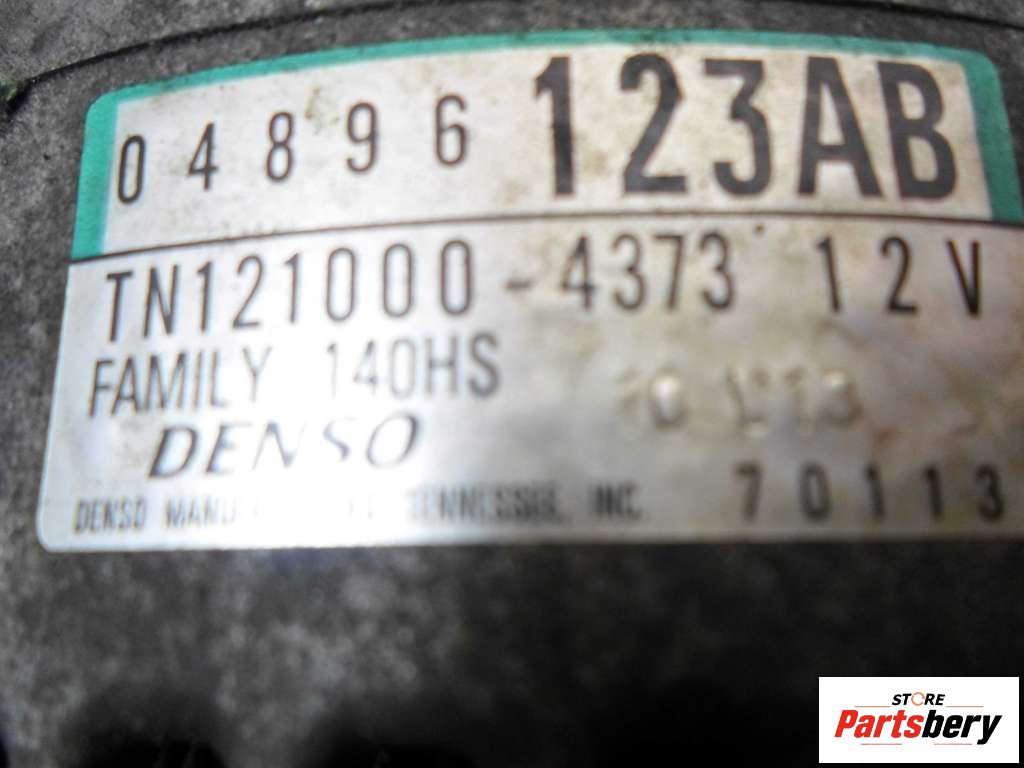 04896 123AB
TN121000-4373 12V
FAMILY 140HS
DENSO
DENSO TENNESSEE, INC. 70113
STORE
Partsbery